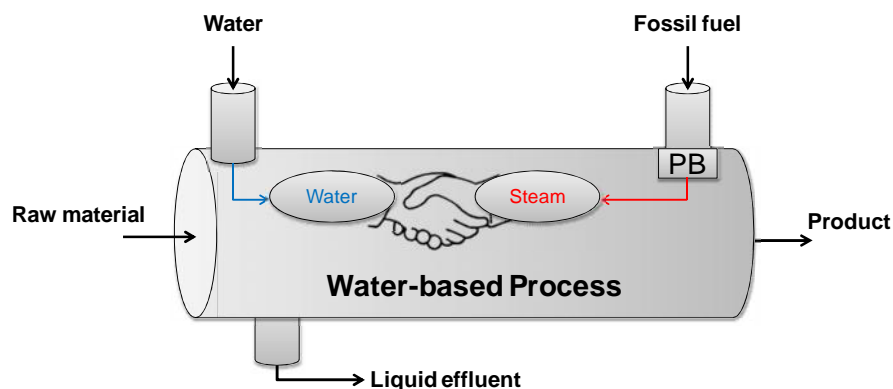 Water
Fossil fuel
PB
Water
Steam
Raw material
Product
Water-based Process
Liquid effluent